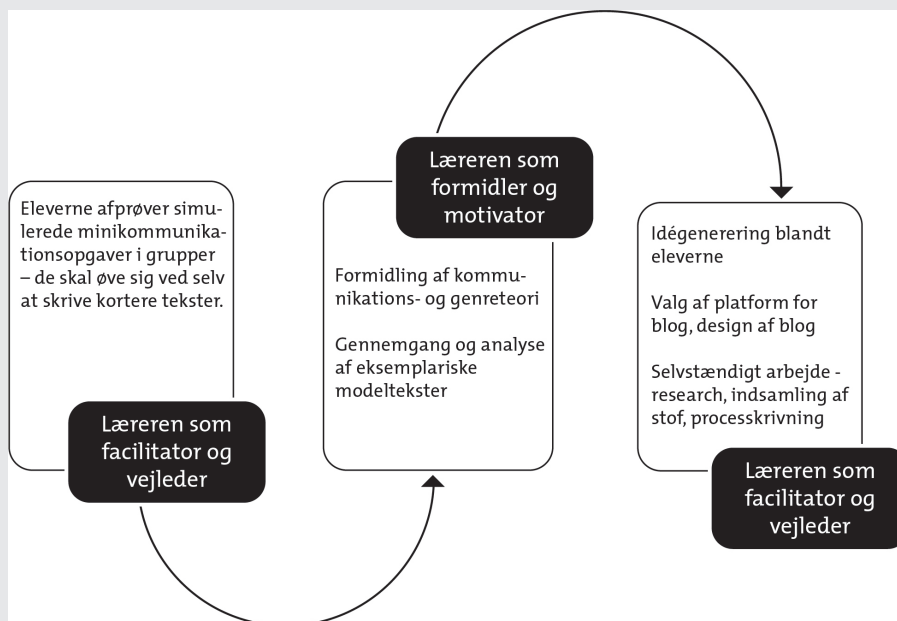 Eleverne afprøver simu-
lerede minikommunika-
tionsopgaver i grupper
– de skal øve sig ved selv
at skrive kortere tekster.
Læreren som
facilitator og
vejleder
Læreren som
formidler og
motivator
Formidling af kommu-
nikations- og genreteori
Gennemgang og analyse
af eksemplariske
modeltekster
Idégenerering blandt
eleverne
Valg af platform for
blog, design af blog
Selvstændigt arbejde -
research, indsamling af
stof, processkrivning
Læreren som
facilitator og
vejleder